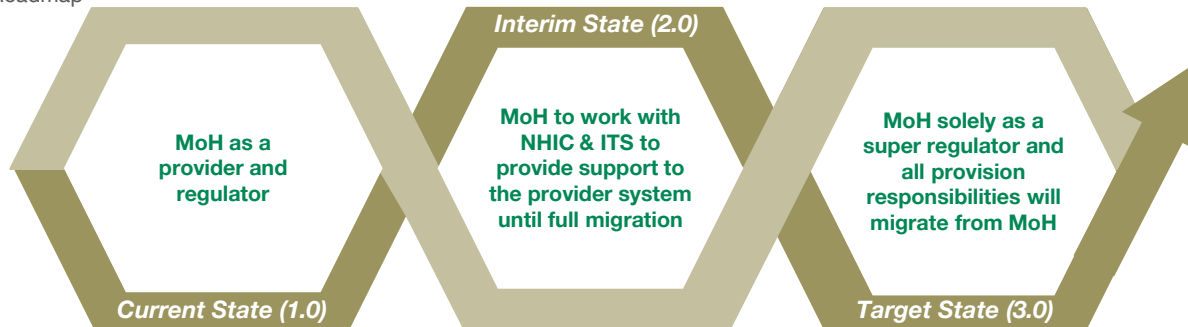 Roadmap
Interim State (2.0)
MoH as a
provider and
regulator
MoH to work with
NHIC & ITS to
provide support to
the provider system
until full migration
MoH solely as a
super regulator and
all provision
responsibilities will
migrate from MoH
Current State (1.0)
Target State (3.0)